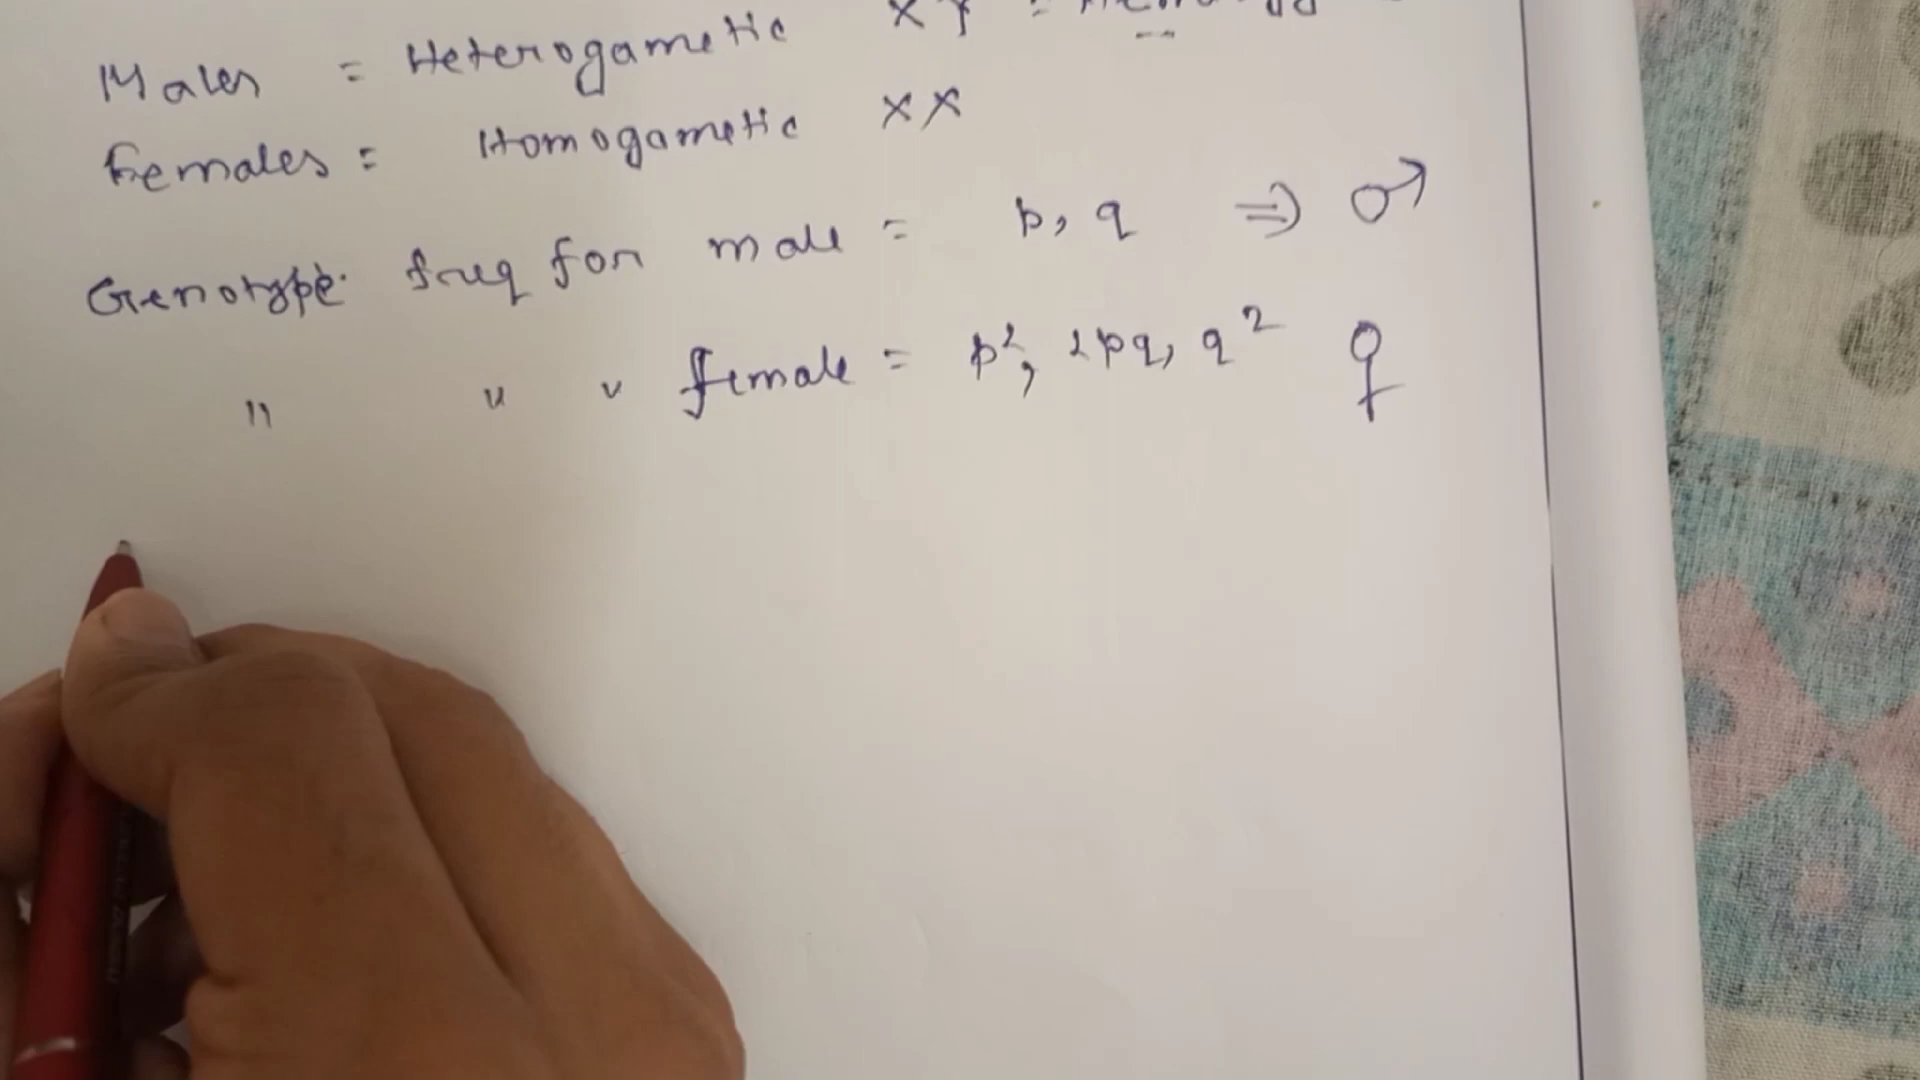 Males = Heterogametic XY =
Females = Homogametic XX
Genotype freq for male = p, q ⇒ ♂
" " " female = p², 2pq, q² ♀